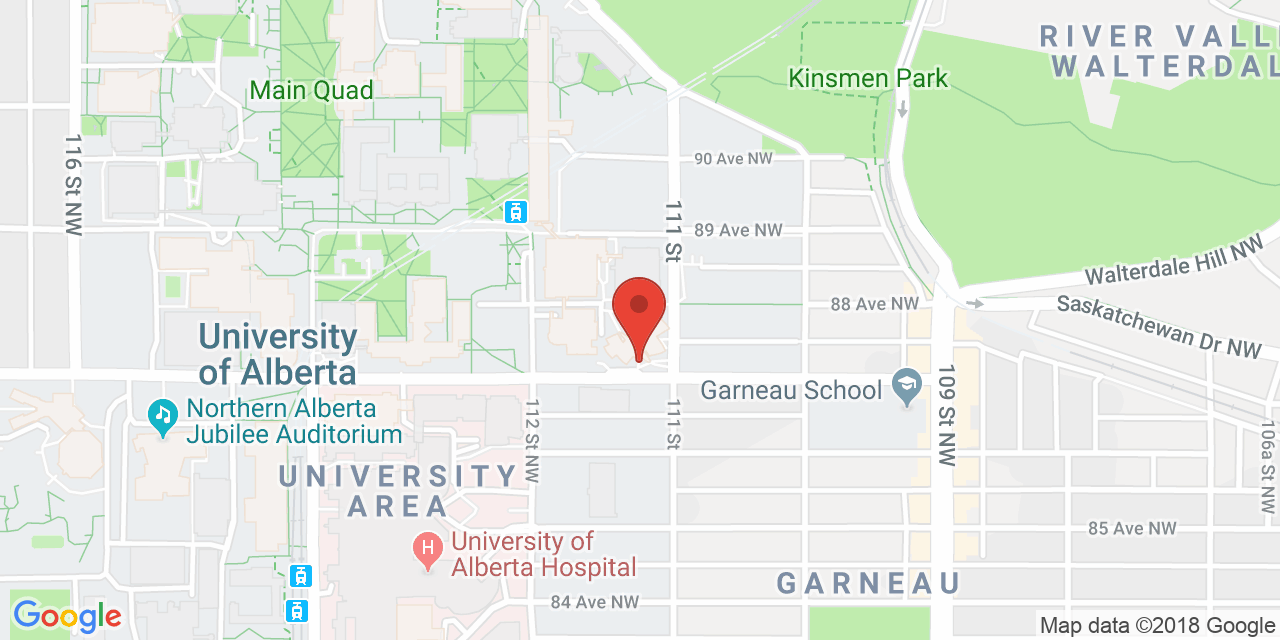 RIVER VALL
WALTERDAL
Main Quad
Kinsmen Park
116 St NW
90 Ave NW
111 St
89 Ave NW
Walterdale Hill NW
88 Ave NW
Saskatchewan Dr NW
University
of Alberta
Garneau School
109 St NW
Northern Alberta
Jubilee Auditorium
112 St NW
111 St
106a St NW
UNIVERSITY
AREA
H
University of
Alberta Hospital
85 Ave NW
GARNEAU
84 Ave NW
Google
Map data ©2018 Google